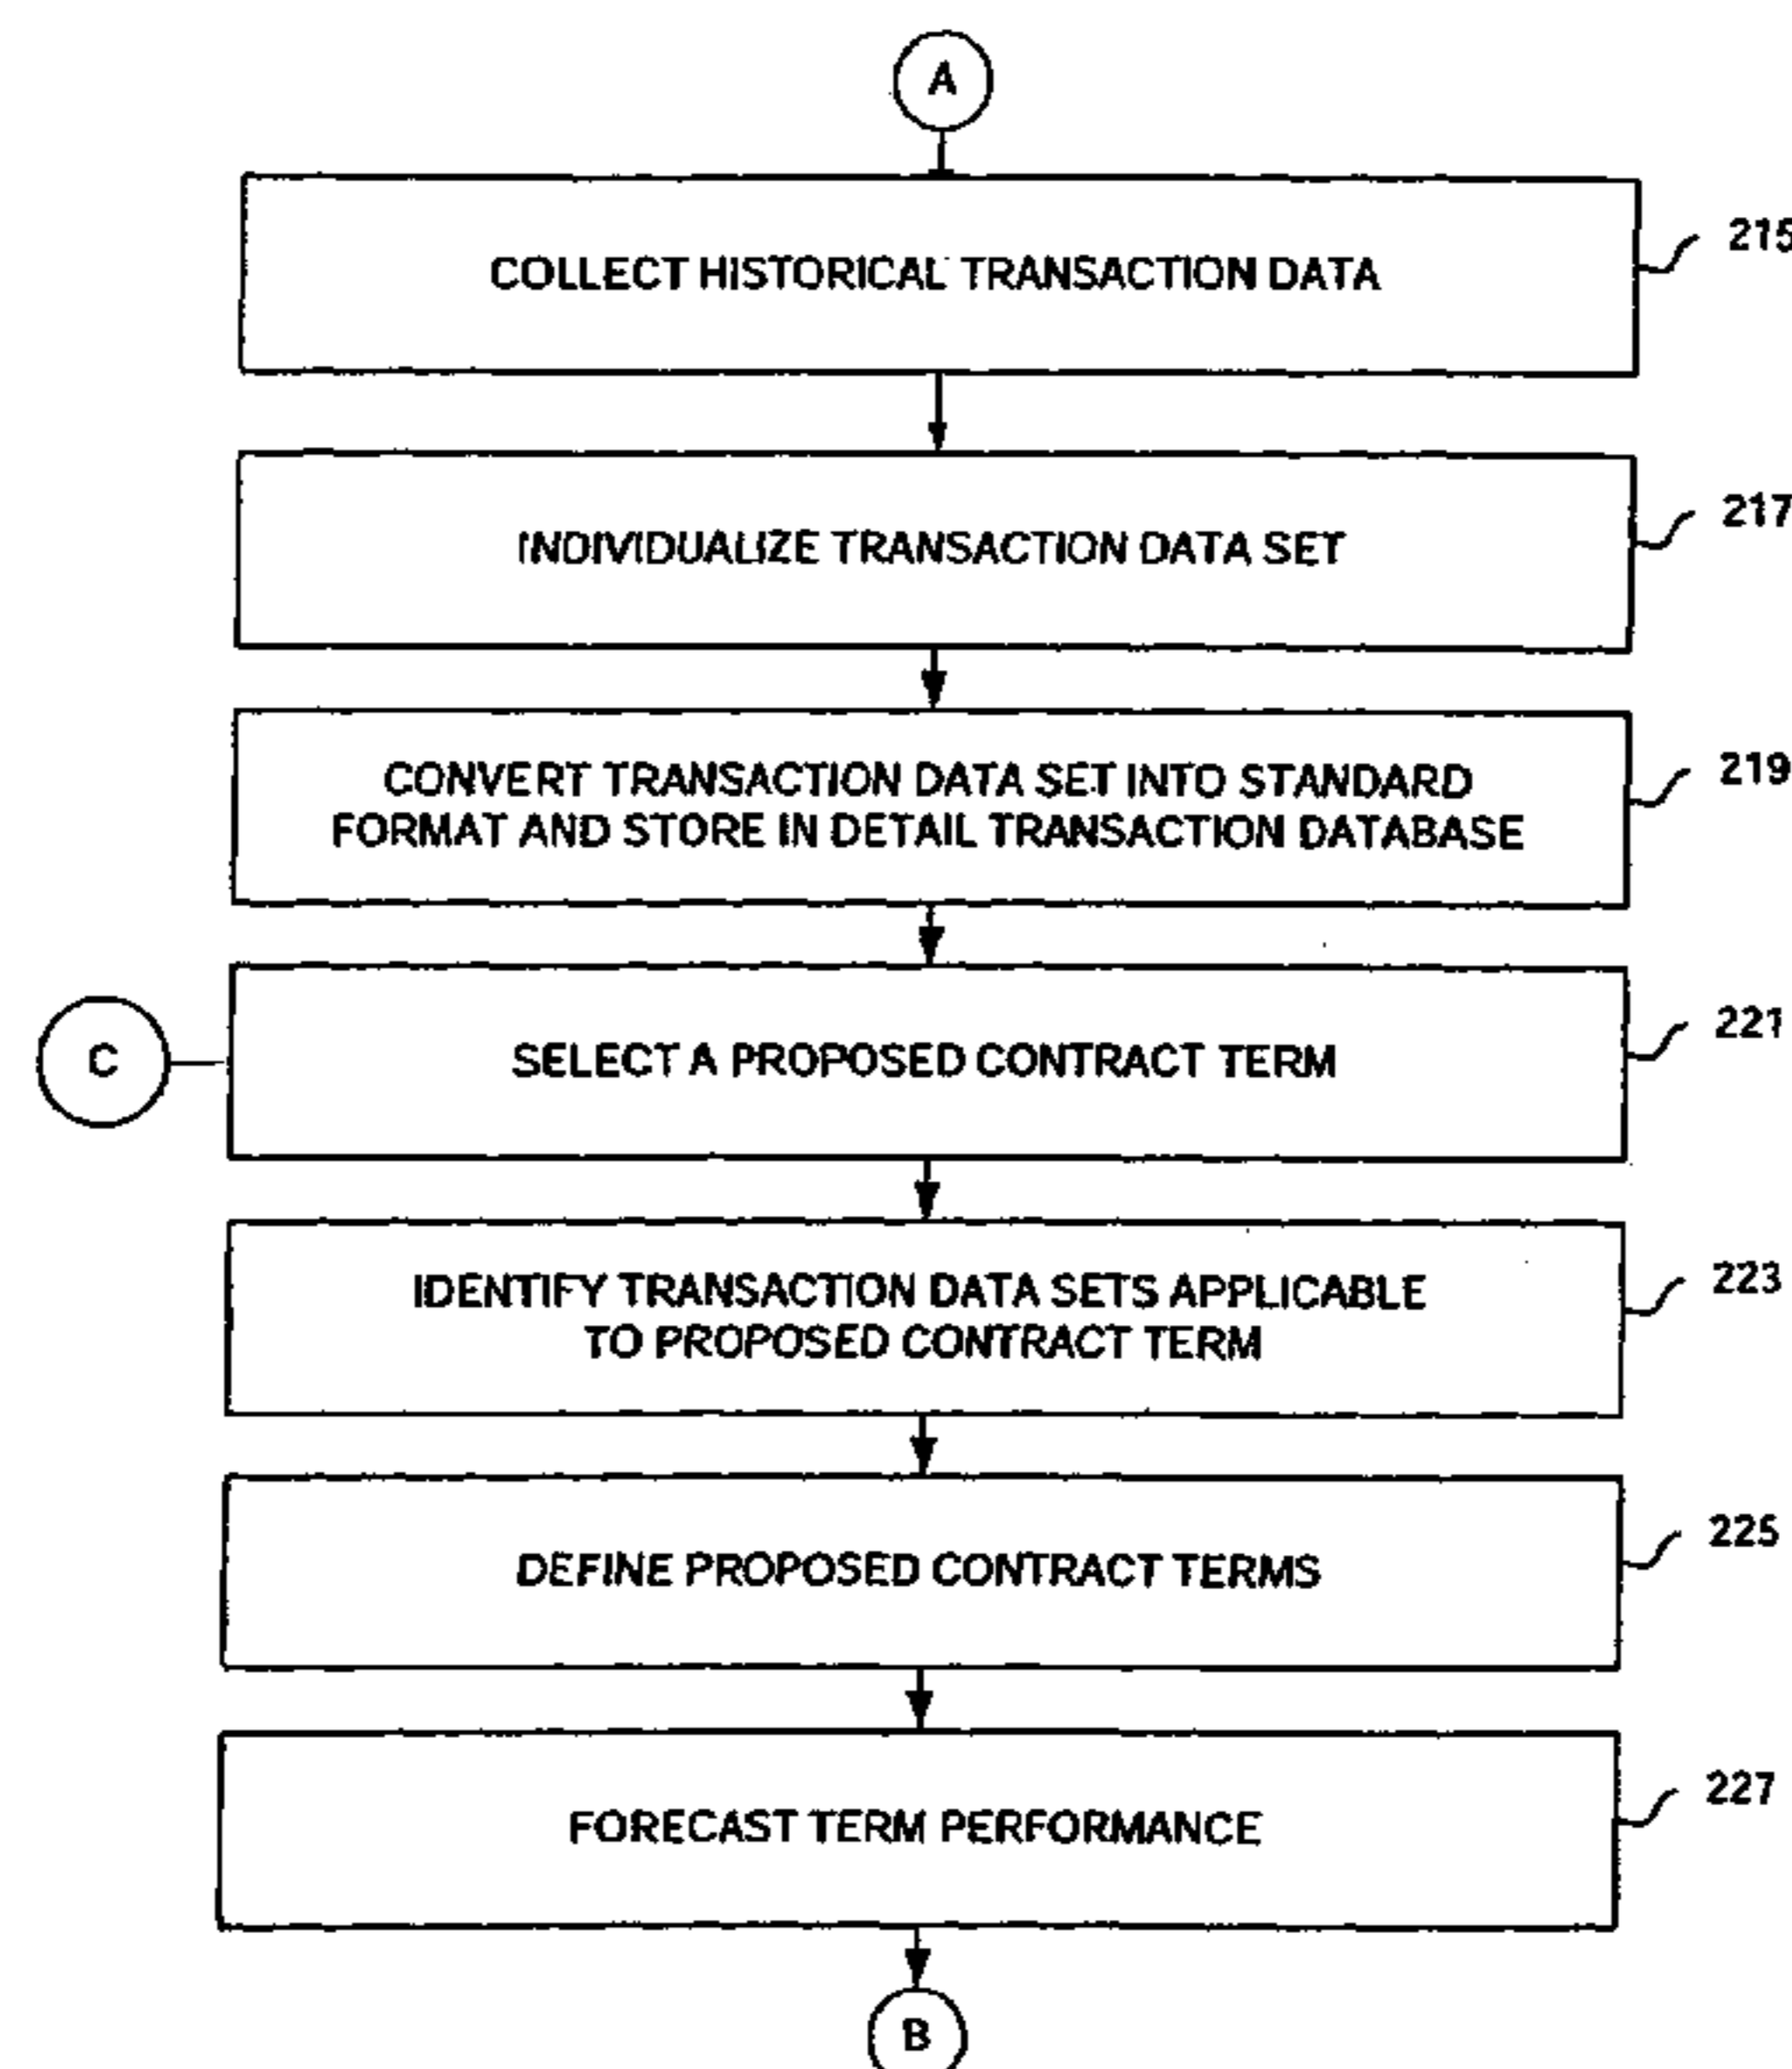 A
COLLECT HISTORICAL TRANSACTION DATA
215
INDIVIDUALIZE TRANSACTION DATA SET
217
CONVERT TRANSACTION DATA SET INTO STANDARD
FORMAT AND STORE IN DETAIL TRANSACTION DATABASE
219
C
SELECT A PROPOSED CONTRACT TERM
221
IDENTIFY TRANSACTION DATA SETS APPLICABLE
TO PROPOSED CONTRACT TERM
223
DEFINE PROPOSED CONTRACT TERMS
225
FORECAST TERM PERFORMANCE
227
B